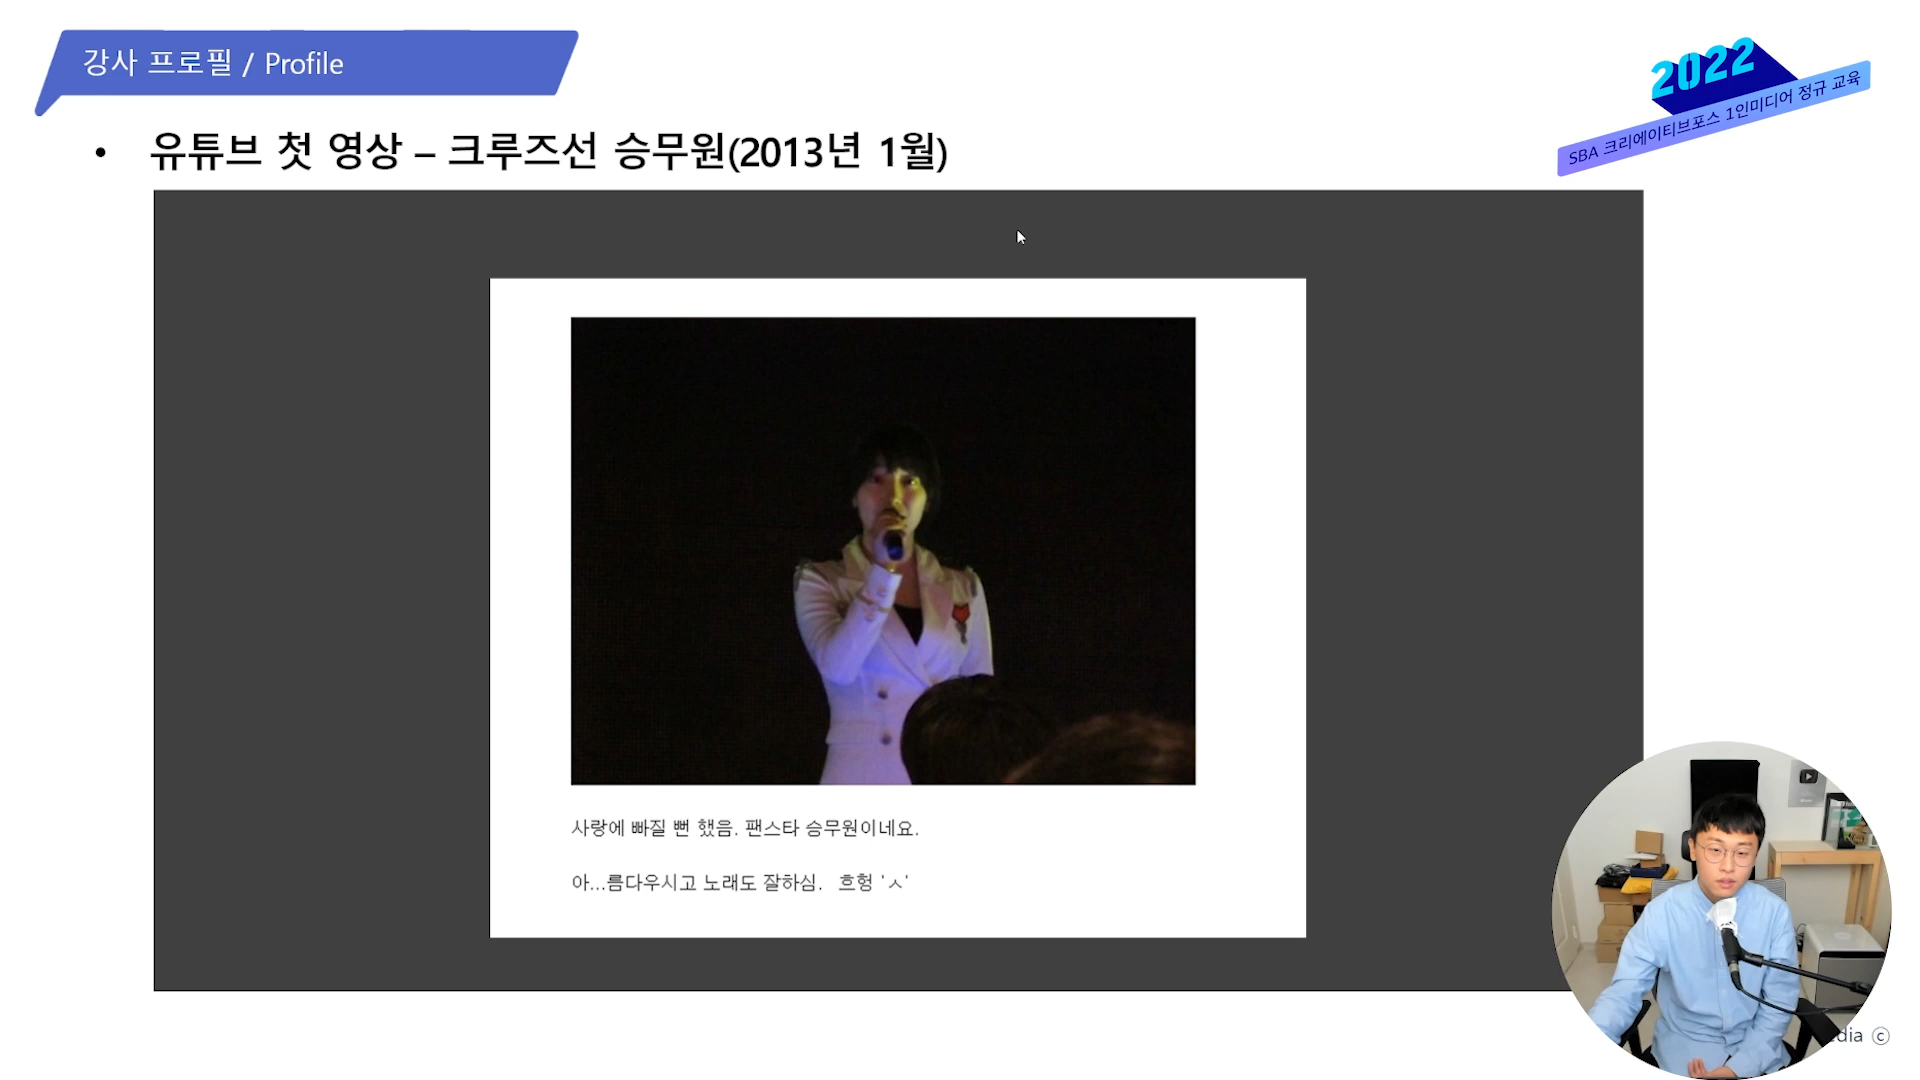 강사 프로필 / Profile
2022
SBA 크리에이티브포스 1인미디어 정규 교육
• 유튜브 첫 영상 – 크루즈선 승무원(2013년 1월)
사랑에 빠질 뻔 했음. 팬스타 승무원이네요.
아...름다우시고 노래도 잘하심. 흐헝 'ㅅ'
dia ⓒ